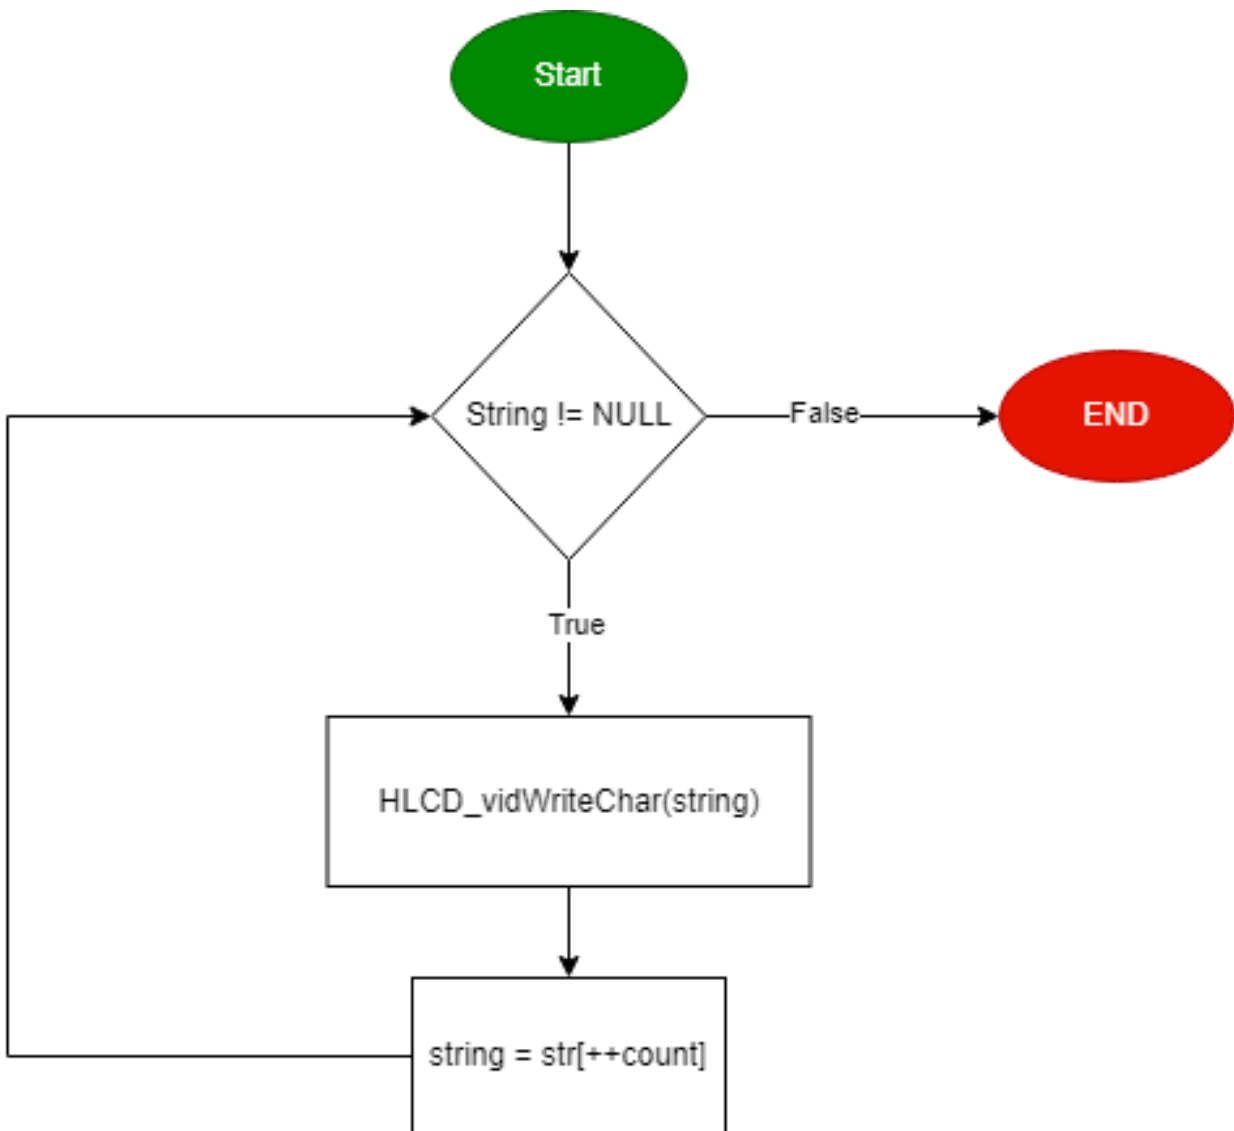 Start
String != NULL
False
END
True
HLCD_vidWriteChar(string)
string = str[++count]